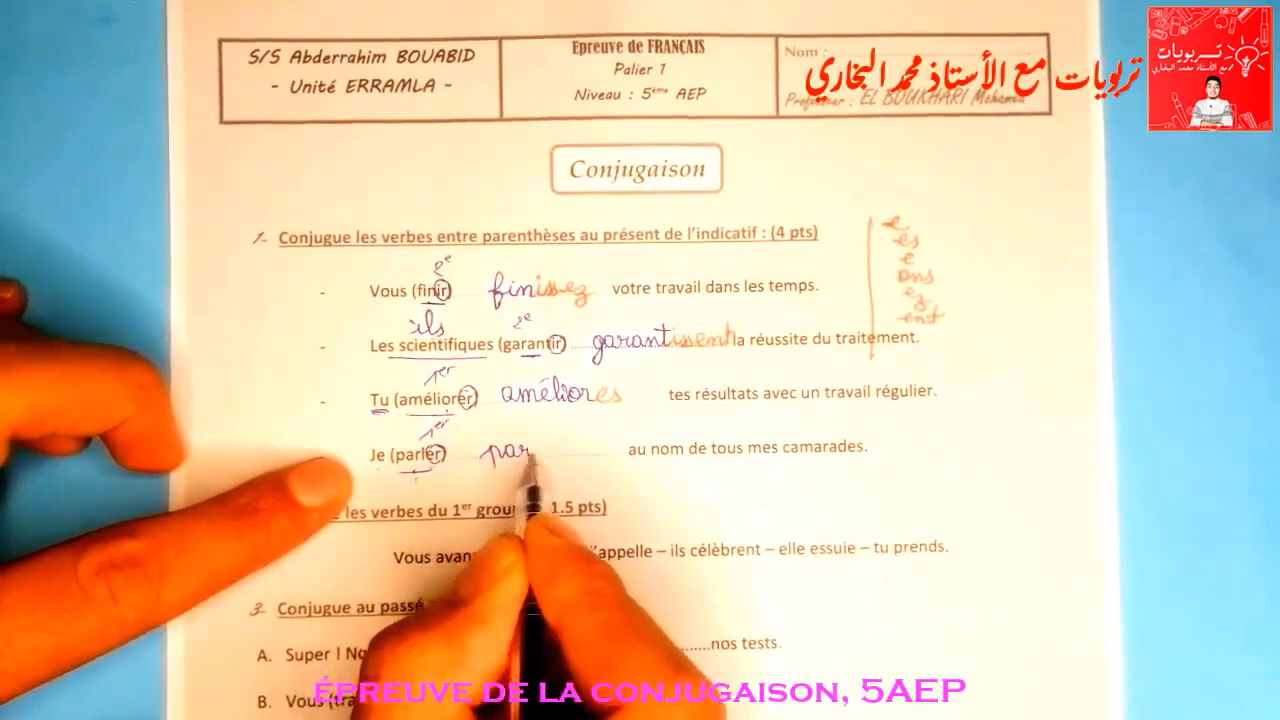 S/S Abderrahim BOUABID
- Unité ERRAMLA -
Epreuve de FRANÇAIS
Palier 1
Niveau : 5ème AEP
Nom :
Professeur : EL BOUKHARI Mohamed
تربويات مع الأستاذ محمد البخاري
تربويات
مع الأستاذ محمد البخاري
Conjugaison
1- Conjugue les verbes entre parenthèses au présent de l'indicatif : (4 pts)
e
es
e
ons
ez
ent
2e
- Vous (finir) finissez votre travail dans les temps.
ils 2e
- Les scientifiques (garantir) garantissent la réussite du traitement.
1er
- Tu (améliorer) améliores tes résultats avec un travail régulier.
1er
Je (parler) par au nom de tous mes camarades.
les verbes du 1er 1.5 pts)
Vous j'appelle – ils célèbrent – elle essuie – tu prends.
3- Conjugue au
A. Super ! .......nos tests.
B. Vous
ÉPREUVE DE LA CONJUGAISON, 5AEP